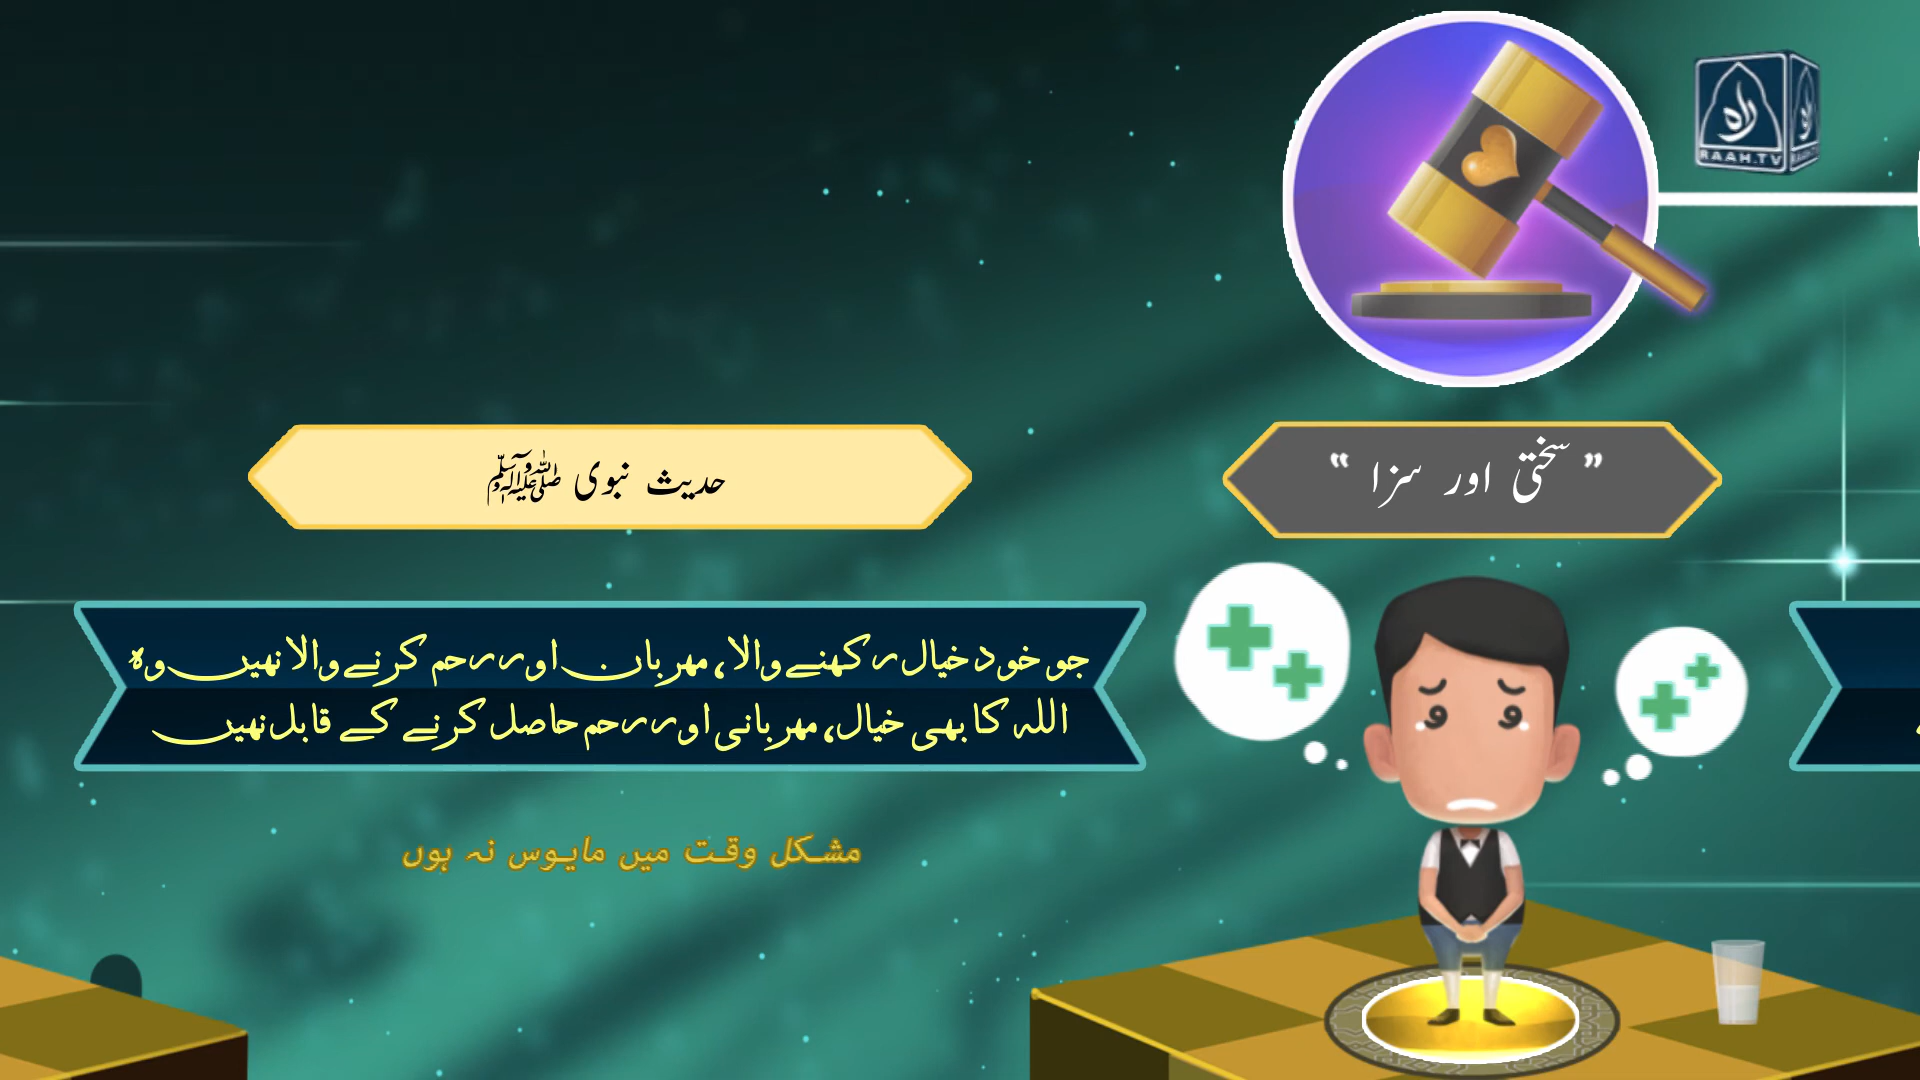 راہ
RAAH.TV
” سختی اور سزا “
حدیث نبوی ﷺ
جو خود خیال رکھنے والا، مہربان اور رحم کرنے والا نہیں وہ
اللہ کا بھی خیال، مہربانی اور رحم حاصل کرنے کے قابل نہیں
مشکل وقت میں مایوس نہ ہوں